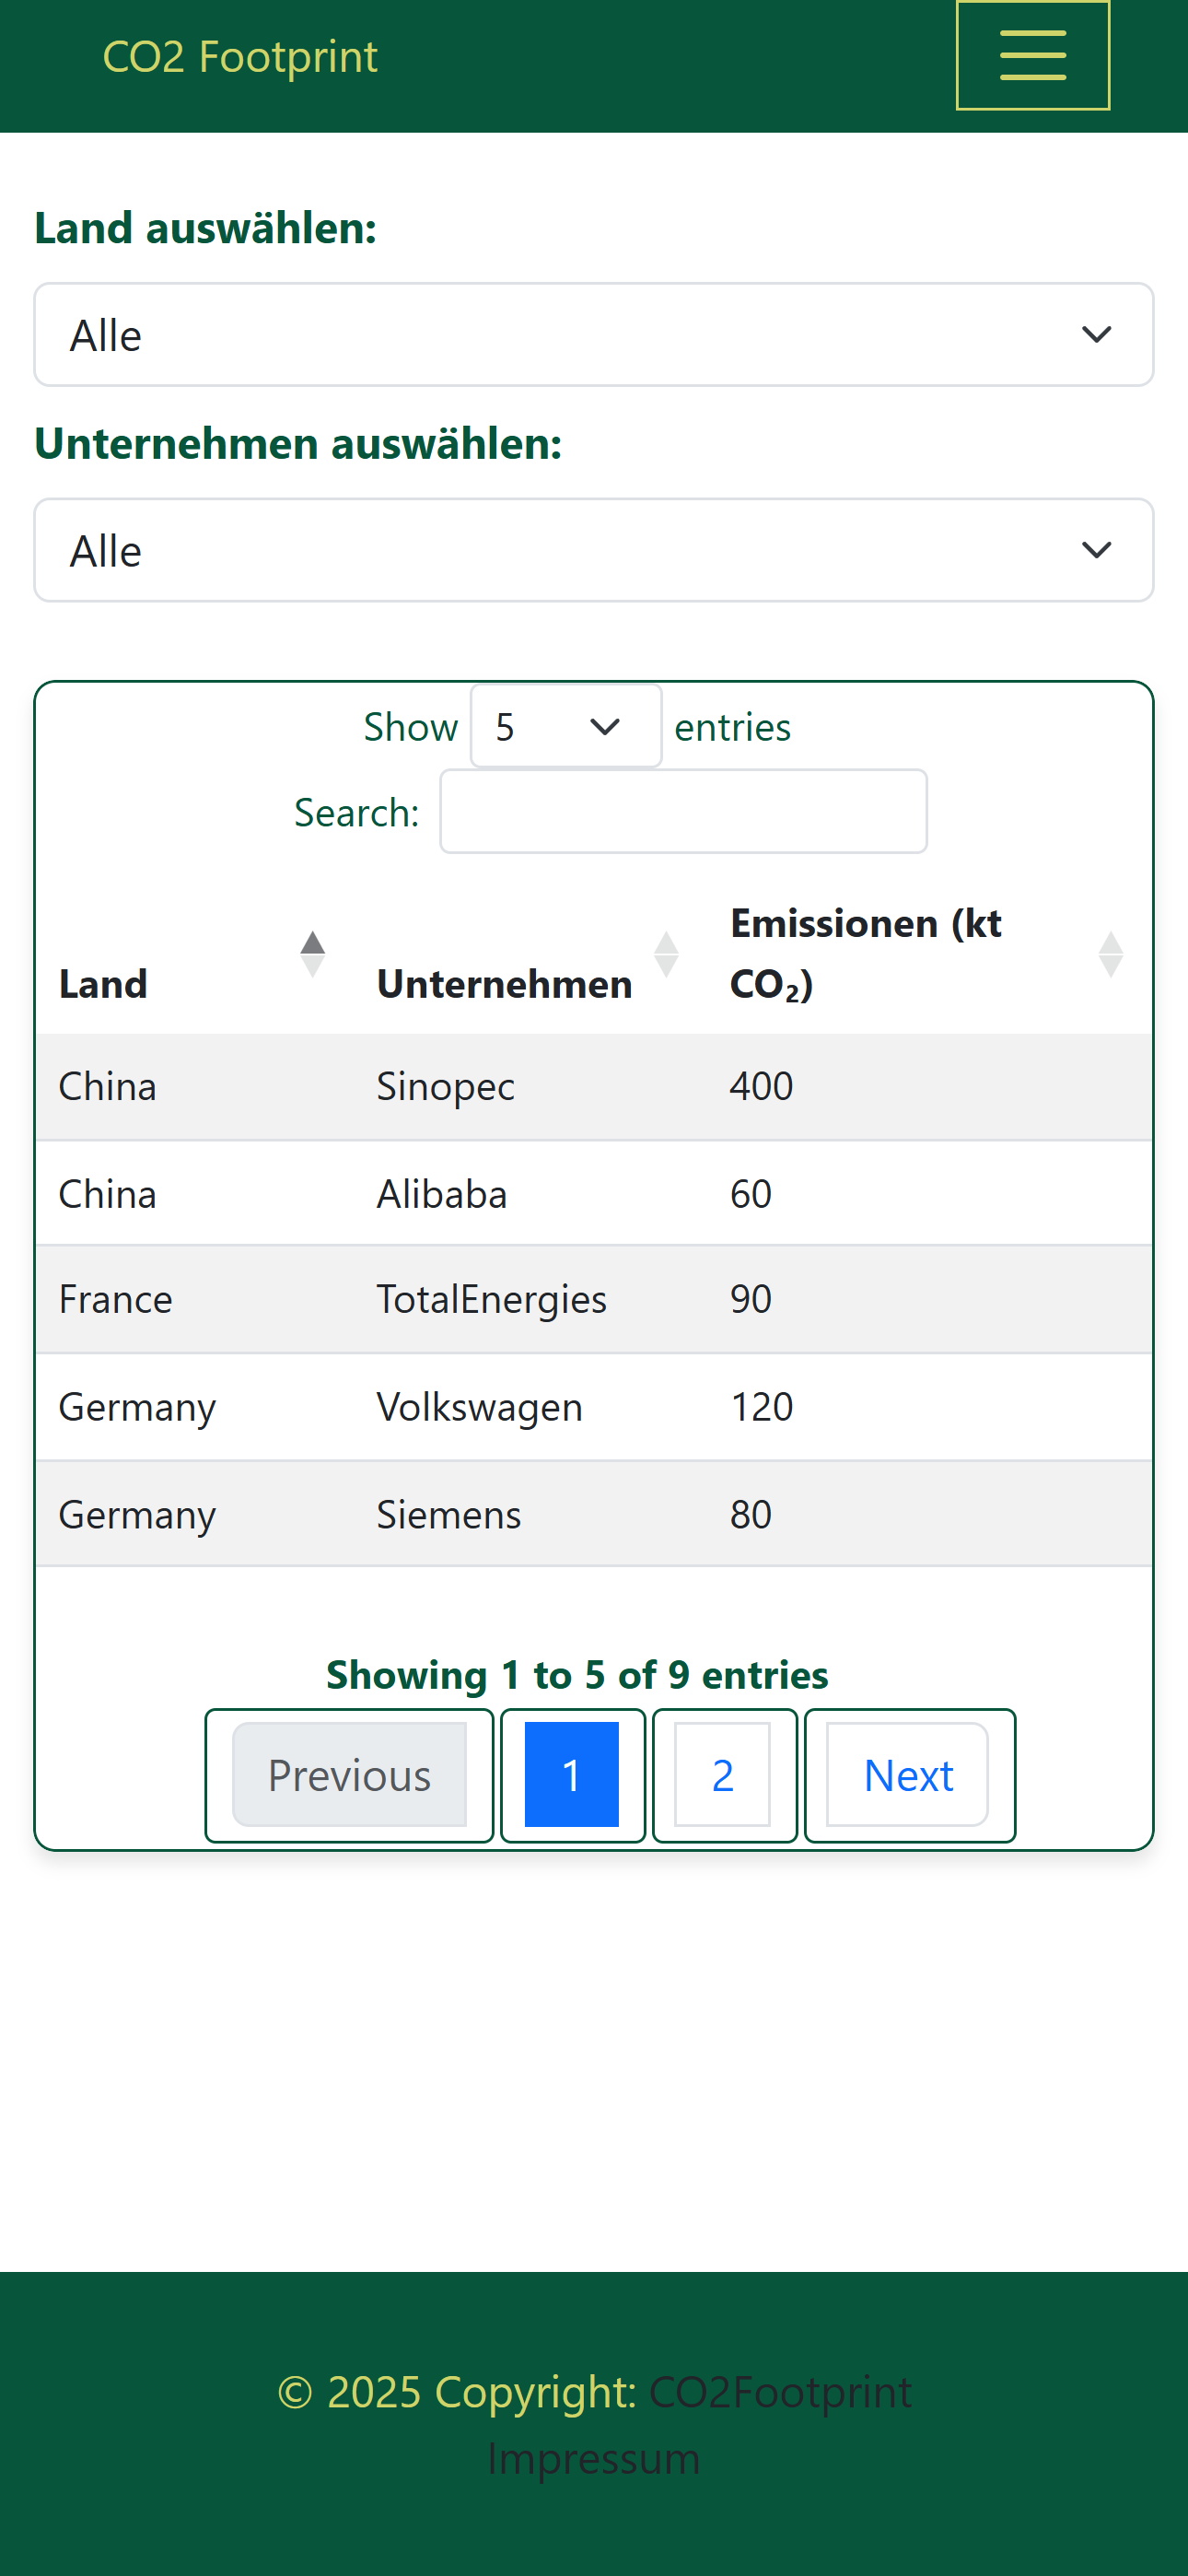 CO2 Footprint
Land auswählen:
Alle
Unternehmen auswählen:
Alle
Show 5 entries
Search:
Land Unternehmen Emissionen (kt CO₂)
China Sinopec 400
China Alibaba 60
France TotalEnergies 90
Germany Volkswagen 120
Germany Siemens 80
Showing 1 to 5 of 9 entries
Previous 1 2 Next
© 2025 Copyright: CO2Footprint
Impressum